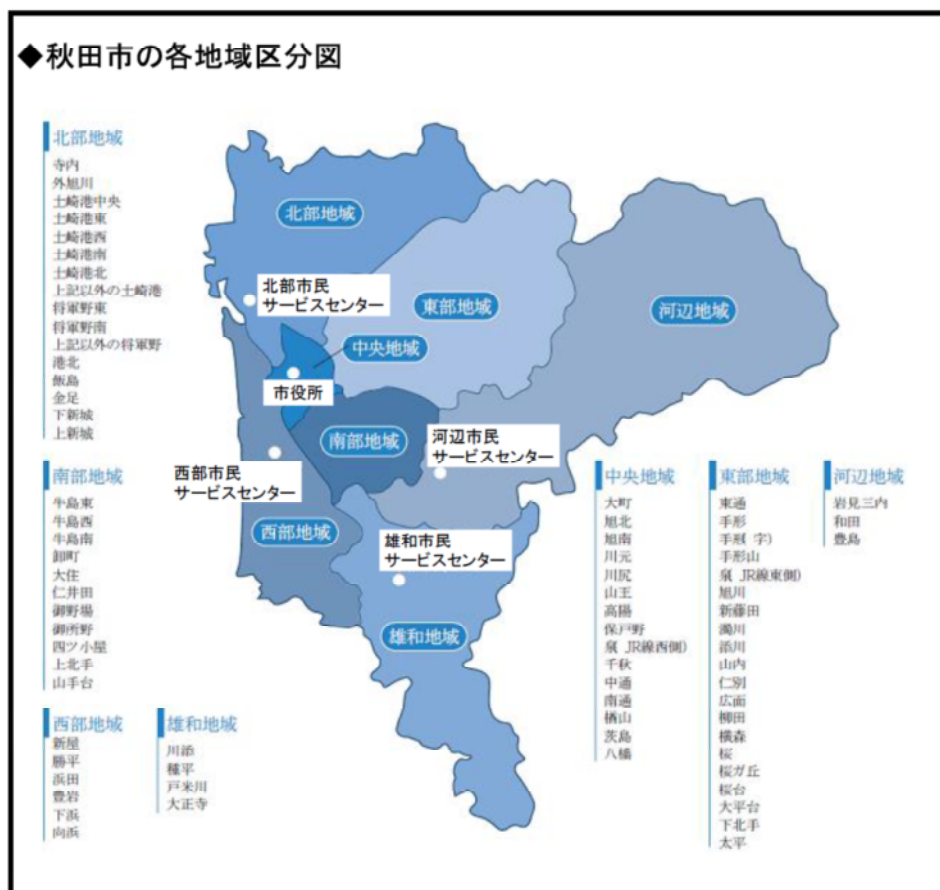 ◆秋田市の各地域区分図
北部地域
寺内
外旭川
土崎港中央
土崎港東
土崎港西
土崎港南
土崎港北
上記以外の土崎港
将軍野東
将軍野南
上記以外の将軍野
港北
飯島
金足
下新城
上新城
南部地域
牛島東
牛島西
牛島南
卸町
大住
仁井田
御野場
御所野
四ツ小屋
上北手
山手台
西部地域
新屋
勝平
浜田
豊岩
下浜
向浜
雄和地域
川添
種平
戸米川
大正寺
北部地域
北部市民
サービスセンター
東部地域
河辺地域
中央地域
市役所
南部地域
河辺市民
サービスセンター
西部市民
サービスセンター
西部地域
雄和市民
サービスセンター
雄和地域
中央地域
大町
旭北
旭南
川元
川尻
山王
高陽
保戸野
泉 JR線西側)
千秋
中通
南通
楢山
茨島
八橋
東部地域
東通
手形
手形( 字)
手形山
泉 JR線東側)
旭川
新藤田
濁川
添川
山内
仁別
広面
柳田
横森
桜
桜ガ丘
桜台
大平台
下北手
太平
河辺地域
岩見三内
和田
豊島